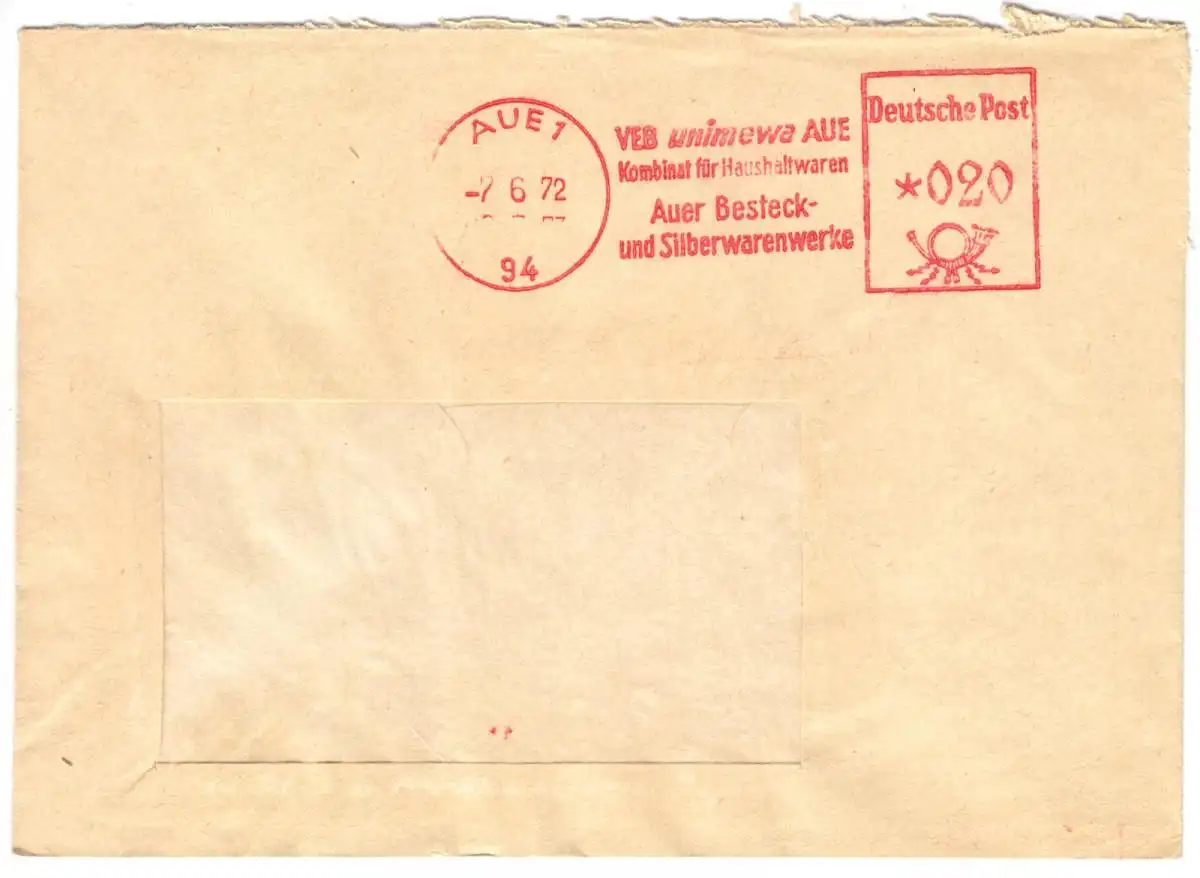 AUE 1
-7 6 72
94
VEB unimewa AUE
Kombinat für Haushaltwaren
Auer Besteck-
und Silberwarenwerke
Deutsche Post
*020